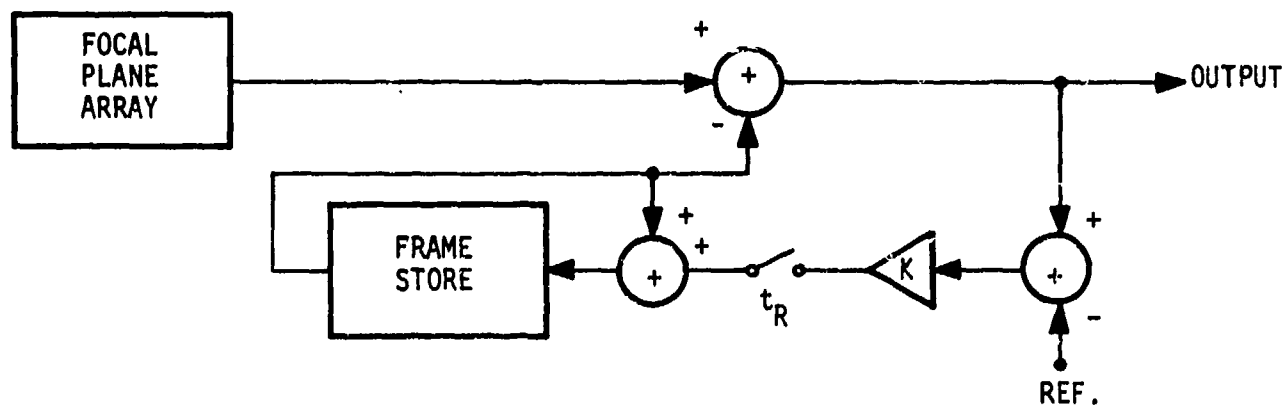 FOCAL
PLANE
ARRAY
+
+
-
OUTPUT
FRAME
STORE
+
+
+
t_R
K
+
+
-
REF.